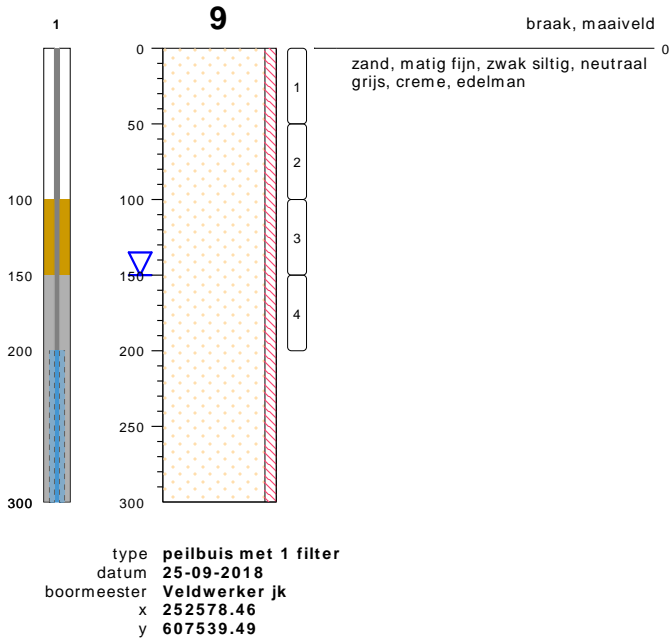 1
9
braak, maaiveld
0
0
zand, matig fijn, zwak siltig, neutraal
grijs, creme, edelman
1
50
2
100
100
3
150
150
4
200
200
250
300
300
type peilbuis met 1 filter
datum 25-09-2018
boormeester Veldwerker jk
x 252578.46
y 607539.49